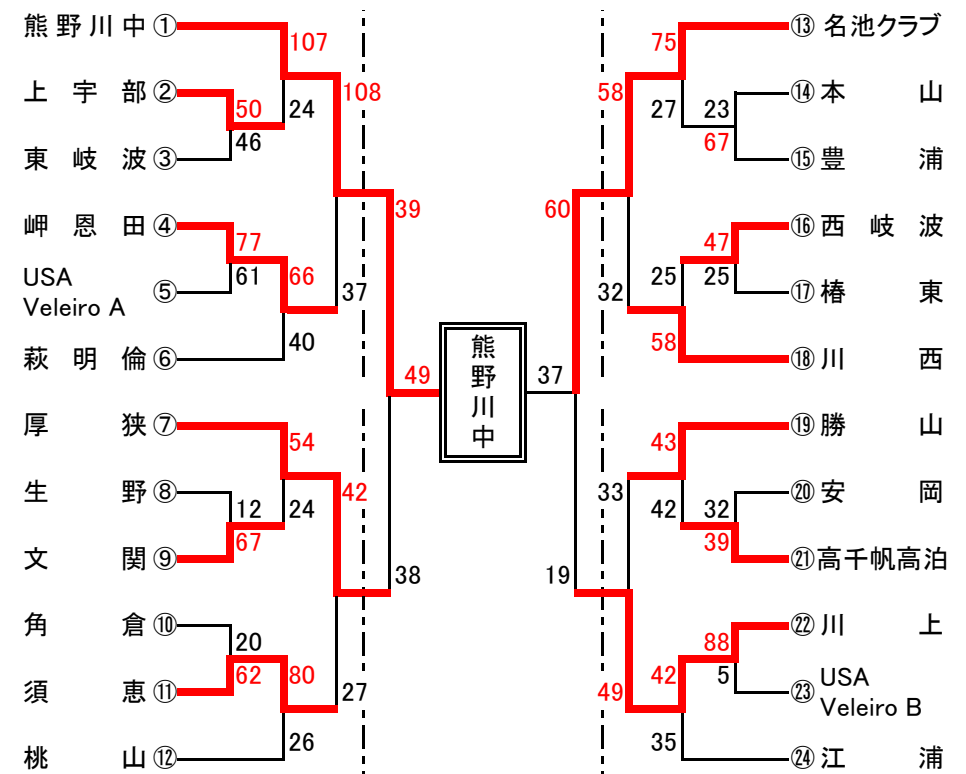 熊野川中 ①
107
上宇部 ②
50
24
108
46
東岐波 ③
39
岬恩田 ④
77
61
66
37
USA
Veleiro A ⑤
40
萩明倫 ⑥
49
熊野川中
37
厚狭 ⑦
54
42
生野 ⑧
12
24
67
文関 ⑨
38
角倉 ⑩
20
62
80
27
須恵 ⑪
26
桃山 ⑫
⑬ 名池クラブ
75
58
27
23
⑭ 本山
67
⑮ 豊浦
60
⑯ 西岐波
47
25
25
32
⑰ 椿東
58
⑱ 川西
⑲ 勝山
43
33
42
32
⑳ 安岡
39
㉑ 高千帆高泊
19
㉒ 川上
88
5
42
49
㉓ USA
Veleiro B
35
㉔ 江浦